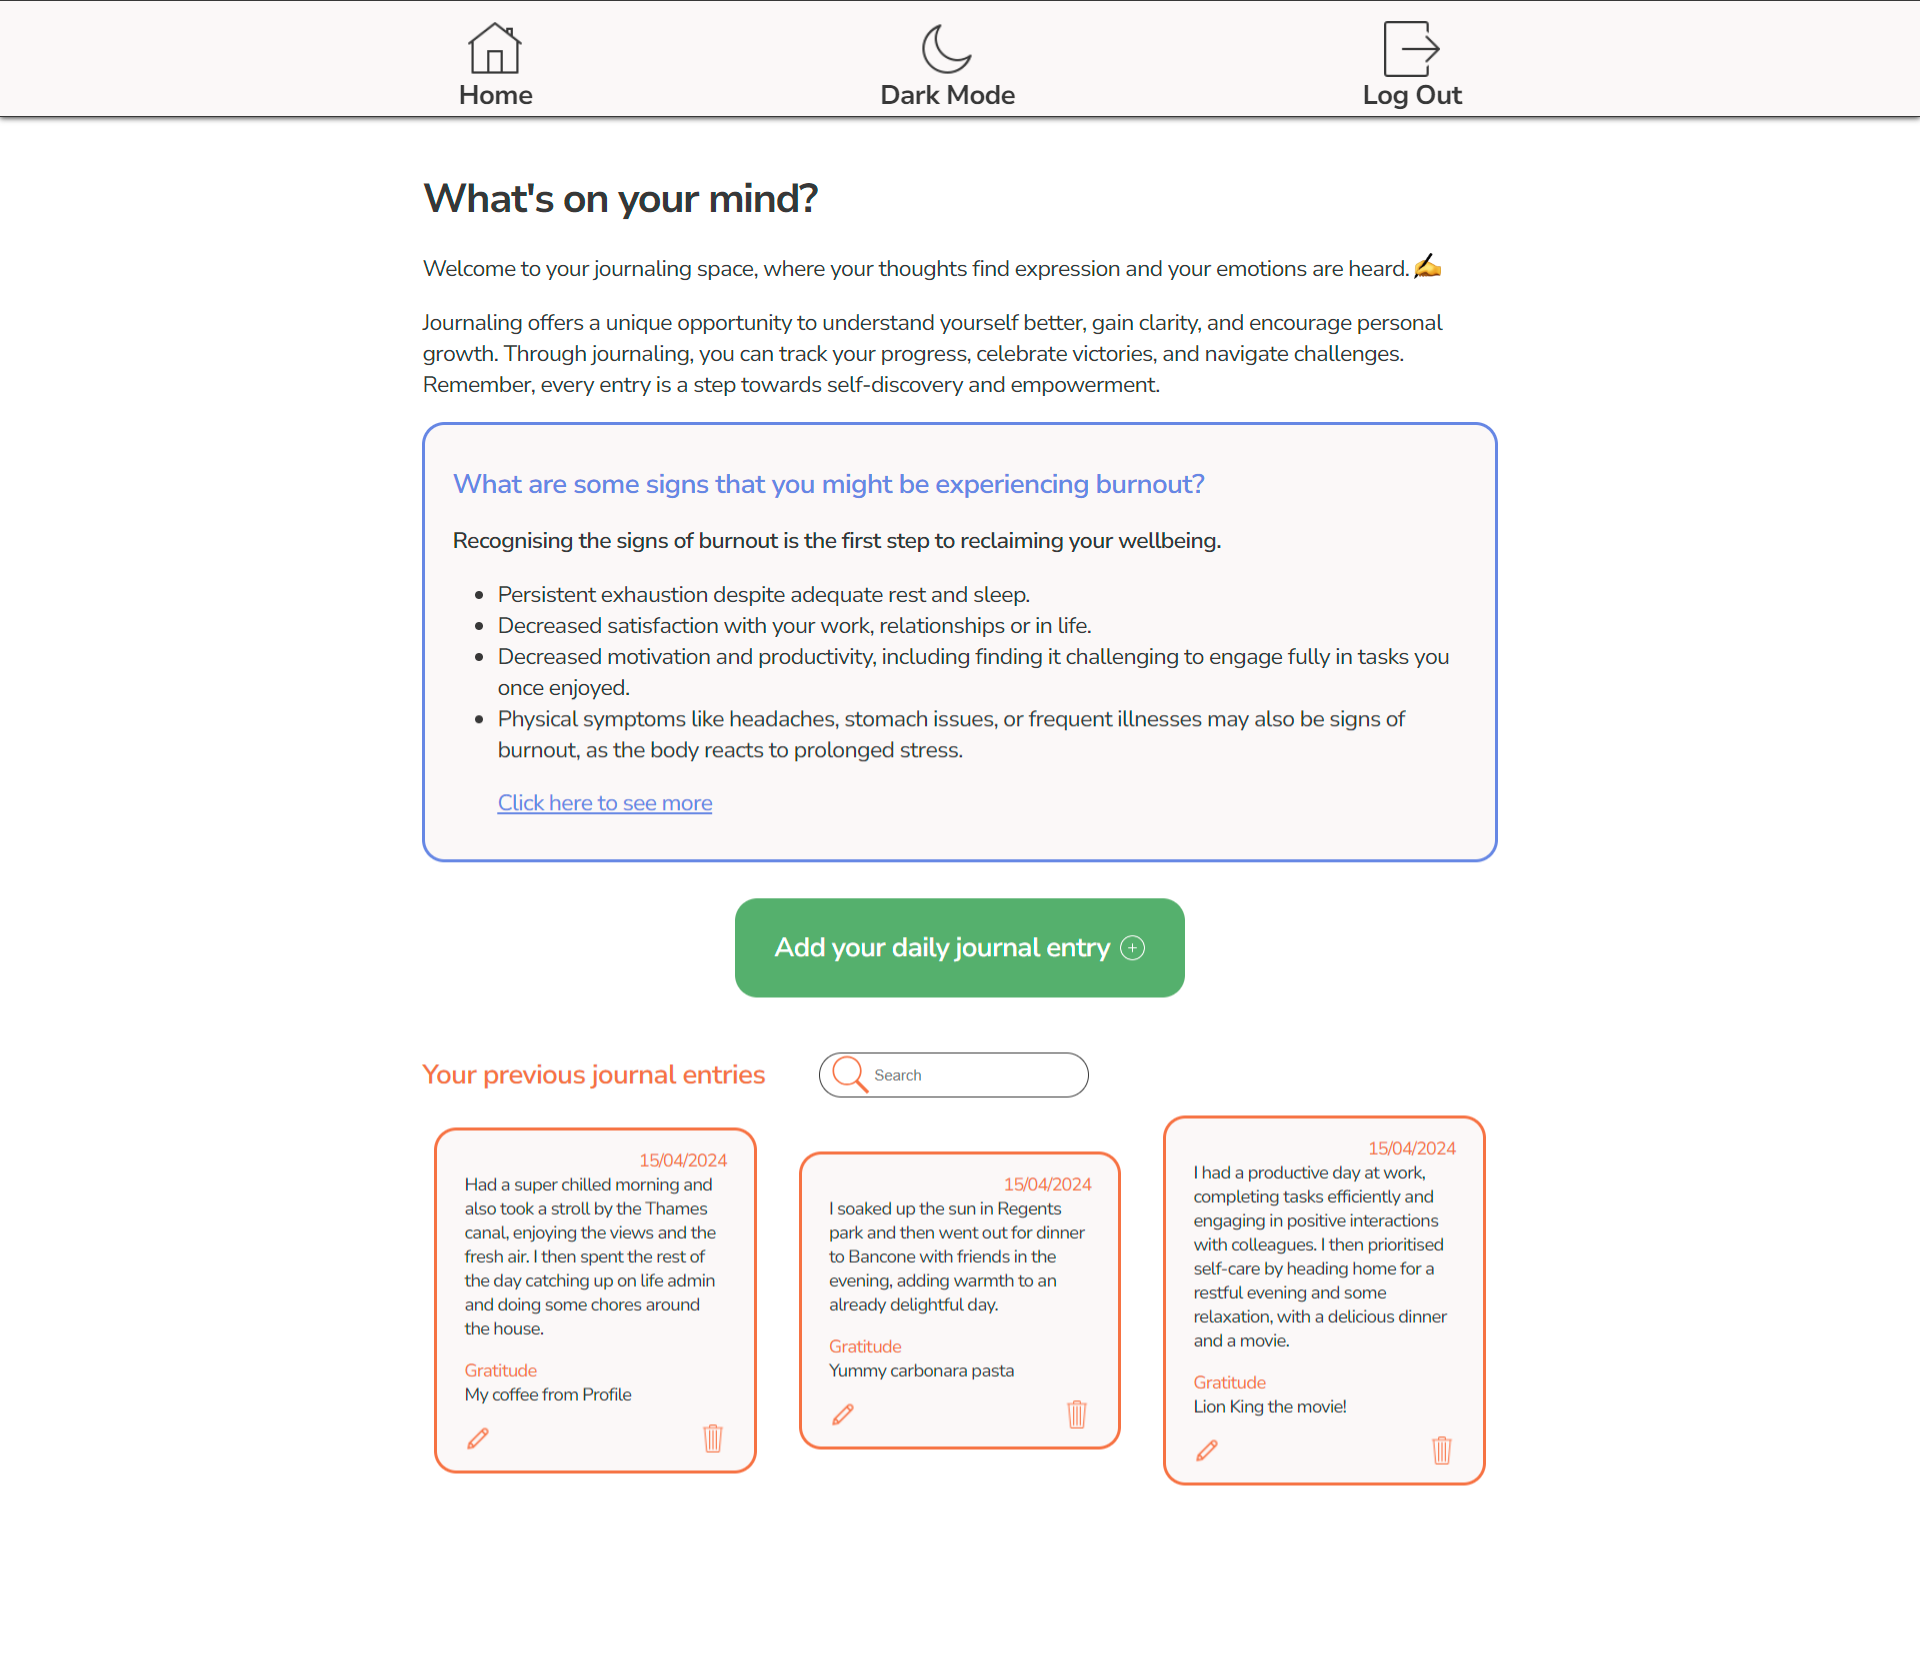 Home
Dark Mode
Log Out
What's on your mind?
Welcome to your journaling space, where your thoughts find expression and your emotions are heard. ✍️
Journaling offers a unique opportunity to understand yourself better, gain clarity, and encourage personal
growth. Through journaling, you can track your progress, celebrate victories, and navigate challenges.
Remember, every entry is a step towards self-discovery and empowerment.
What are some signs that you might be experiencing burnout?
Recognising the signs of burnout is the first step to reclaiming your wellbeing.
• Persistent exhaustion despite adequate rest and sleep.
• Decreased satisfaction with your work, relationships or in life.
• Decreased motivation and productivity, including finding it challenging to engage fully in tasks you
once enjoyed.
• Physical symptoms like headaches, stomach issues, or frequent illnesses may also be signs of
burnout, as the body reacts to prolonged stress.
Click here to see more
Add your daily journal entry
Your previous journal entries
Search
15/04/2024
Had a super chilled morning and
also took a stroll by the Thames
canal, enjoying the views and the
fresh air. I then spent the rest of
the day catching up on life admin
and doing some chores around
the house.
Gratitude
My coffee from Profile
15/04/2024
I soaked up the sun in Regents
park and then went out for dinner
to Bancone with friends in the
evening, adding warmth to an
already delightful day.
Gratitude
Yummy carbonara pasta
15/04/2024
I had a productive day at work,
completing tasks efficiently and
engaging in positive interactions
with colleagues. I then prioritised
self-care by heading home for a
restful evening and some
relaxation, with a delicious dinner
and a movie.
Gratitude
Lion King the movie!